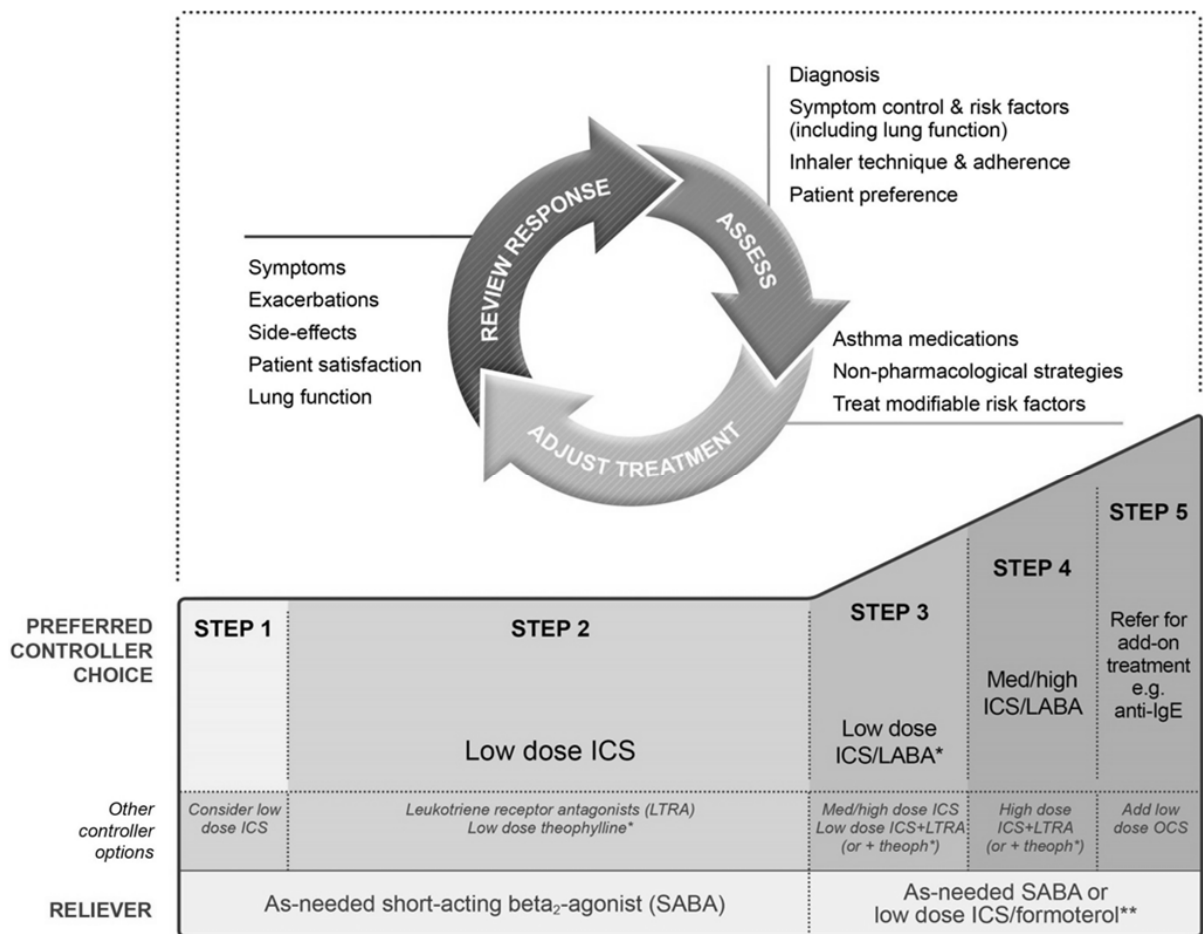 Diagnosis
Symptom control & risk factors
(including lung function)
Inhaler technique & adherence
Patient preference
REVIEW RESPONSE
ASSESS
ADJUST TREATMENT
Symptoms
Exacerbations
Side-effects
Patient satisfaction
Lung function
Asthma medications
Non-pharmacological strategies
Treat modifiable risk factors
PREFERRED
CONTROLLER
CHOICE
STEP 1
STEP 2
Low dose ICS
STEP 3
Low dose
ICS/LABA*
STEP 4
Med/high
ICS/LABA
STEP 5
Refer for
add-on
treatment
e.g.
anti-IgE
Other
controller
options
Consider low
dose ICS
Leukotriene receptor antagonists (LTRA)
Low dose theophylline*
Med/high dose ICS
Low dose ICS+LTRA
(or + theoph*)
High dose
ICS+LTRA
(or + theoph*)
Add low
dose OCS
RELIEVER
As-needed short-acting beta₂-agonist (SABA)
As-needed SABA or
low dose ICS/formoterol**